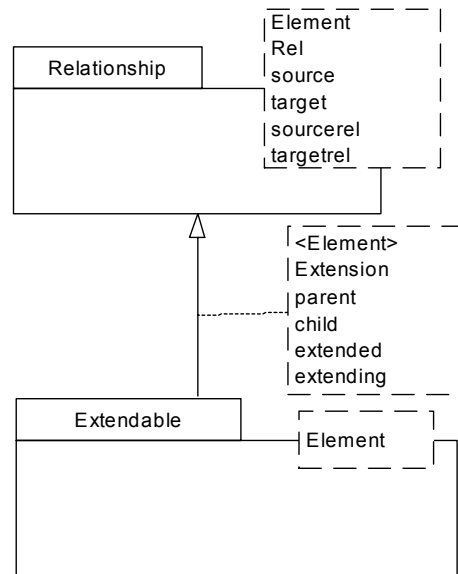 Element
Rel
source
target
sourcerel
targetrel
Relationship
<Element>
Extension
parent
child
extended
extending
Extendable
Element